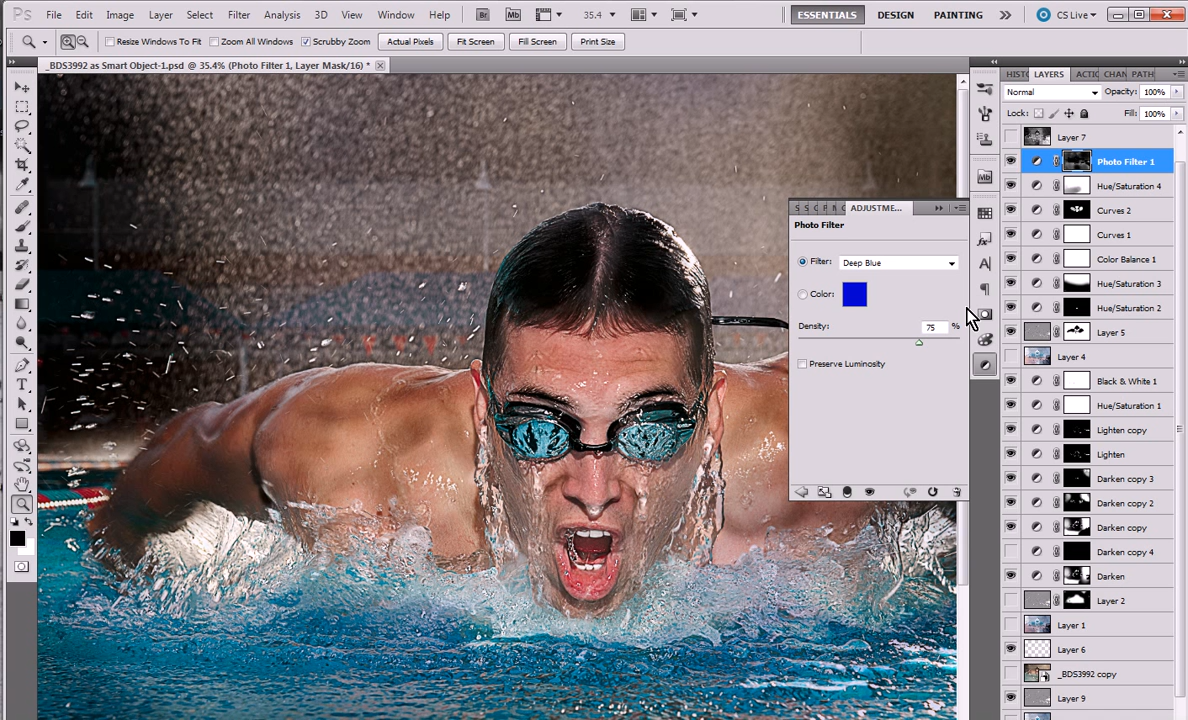 Ps File Edit Image Layer Select Filter Analysis 3D View Window Help Br Mb 35.4 ESSENTIALS DESIGN PAINTING CS Live
Resize Windows To Fit Zoom All Windows Scrubby Zoom Actual Pixels Fit Screen Fill Screen Print Size
_BDS3992 as Smart Object-1.psd @ 35.4% (Photo Filter 1, Layer Mask/16) *
HIST LAYERS ACTIO CHAN PATH
Normal Opacity: 100%
Lock: Fill: 100%
Mb
fx
A
T
Layer 7
Photo Filter 1
Hue/Saturation 4
Curves 2
Curves 1
Color Balance 1
Hue/Saturation 3
Hue/Saturation 2
Layer 5
Layer 4
Black & White 1
Hue/Saturation 1
Lighten copy
Lighten
Darken copy 3
Darken copy 2
Darken copy
Darken copy 4
Darken
Layer 2
Layer 1
Layer 6
_BDS3992 copy
Layer 9
ADJUSTME...
Photo Filter
Filter: Deep Blue
Color:
Density: 75 %
Preserve Luminosity